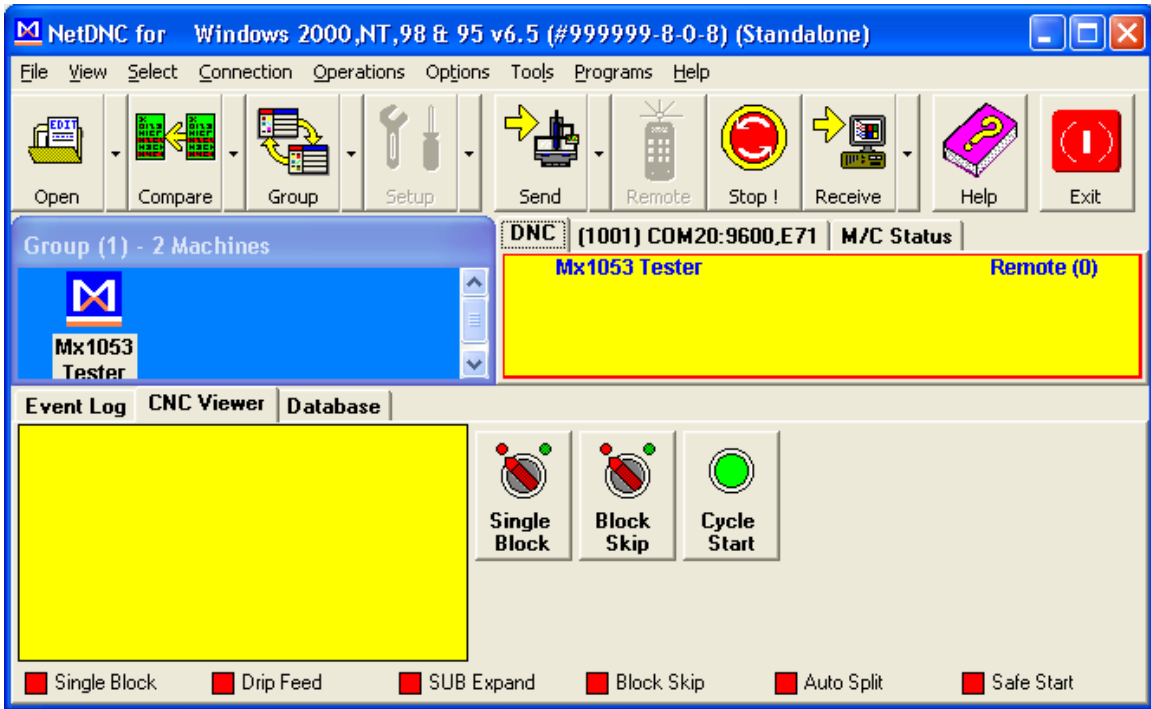 NetDNC for Windows 2000,NT,98 & 95 v6.5 (#999999-8-0-8) (Standalone)
File View Select Connection Operations Options Tools Programs Help
EDIT
Open Compare Group Setup Send Remote Stop ! Receive Help Exit
Group (1) - 2 Machines
DNC (1001) COM20:9600,E71 M/C Status
Mx1053 Tester Remote (0)
Mx1053
Tester
Event Log CNC Viewer Database
Single Block
Block Skip
Cycle Start
Single Block Drip Feed SUB Expand Block Skip Auto Split Safe Start